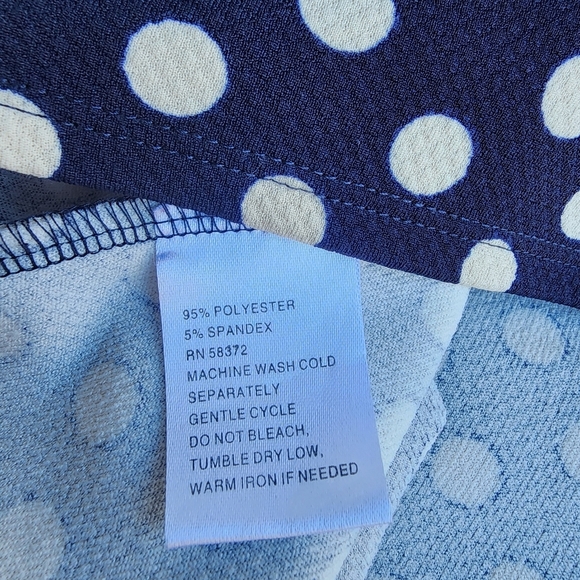 95% POLYESTER
5% SPANDEX
RN 58372
MACHINE WASH COLD
SEPARATELY
GENTLE CYCLE
DO NOT BLEACH,
TUMBLE DRY LOW,
WARM IRON IF NEEDED